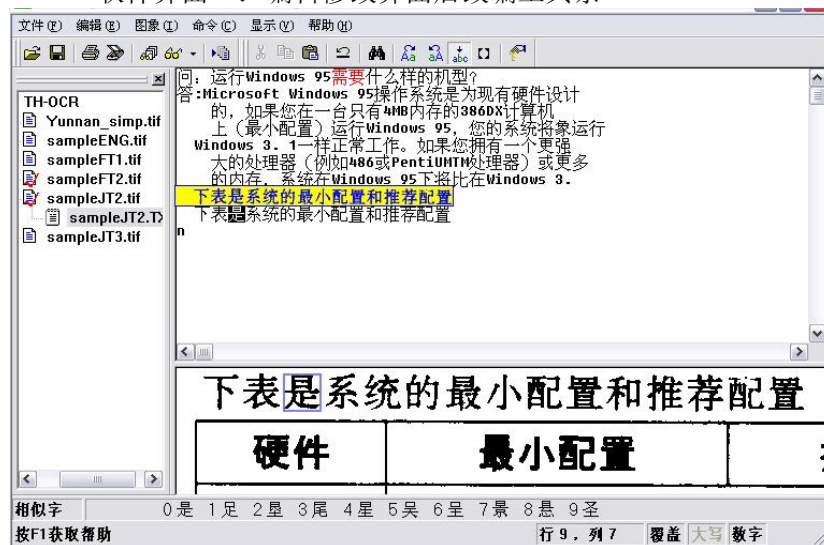 文件(F) 编辑(E) 图象(I) 命令(C) 显示(V) 帮助(H)
TH-OCR
Yunnan_simp.tif
sampleENG.tif
sampleFT1.tif
sampleFT2.tif
sampleJT2.tif
sampleJT2.T
sampleJT3.tif
问: 运行Windows 95需要什么样的机型?
答:Microsoft Windows 95操作系统是为现有硬件设计
的, 如果您在一台只有4MB内存的386DX计算机
上 (最小配置) 运行Windows 95, 您的系统将象运行
Windows 3. 1一样正常工作。如果您拥有一个更强
大的处理器 (例如486或PentiUMTM处理器) 或更多
的内存, 系统在Windows 95下将比在Windows 3.
下表是系统的最小配置和推荐配置
下表是系统的最小配置和推荐配置
n
下表是系统的最小配置和推荐配置
硬件 最小配置
相似字 0是 1足 2垦 3尾 4星 5吴 6呈 7景 8悬 9圣
按F1获取帮助 行 9, 列 7 覆盖 大写 数字